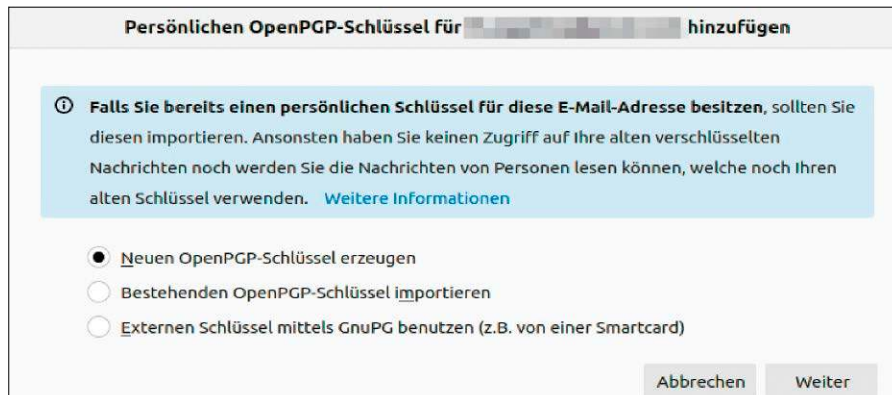 Persönlichen OpenPGP-Schlüssel für hinzufügen
Falls Sie bereits einen persönlichen Schlüssel für diese E-Mail-Adresse besitzen, sollten Sie
diesen importieren. Ansonsten haben Sie keinen Zugriff auf Ihre alten verschlüsselten
Nachrichten noch werden Sie die Nachrichten von Personen lesen können, welche noch Ihren
alten Schlüssel verwenden. Weitere Informationen
Neuen OpenPGP-Schlüssel erzeugen
Bestehenden OpenPGP-Schlüssel importieren
Externen Schlüssel mittels GnuPG benutzen (z.B. von einer Smartcard)
Abbrechen Weiter